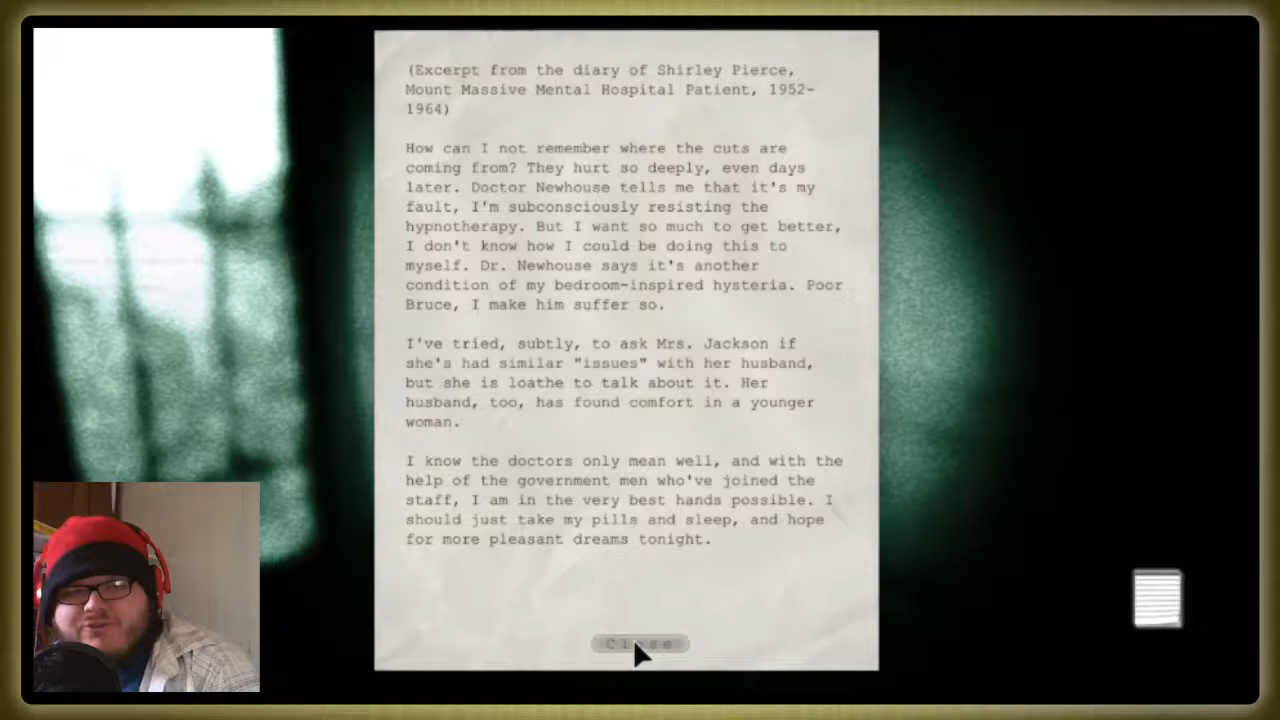 (Excerpt from the diary of Shirley Pierce,
Mount Massive Mental Hospital Patient, 1952-
1964)
How can I not remember where the cuts are
coming from? They hurt so deeply, even days
later. Doctor Newhouse tells me that it's my
fault, I'm subconsciously resisting the
hypnotherapy. But I want so much to get better,
I don't know how I could be doing this to
myself. Dr. Newhouse says it's another
condition of my bedroom-inspired hysteria. Poor
Bruce, I make him suffer so.
I've tried, subtly, to ask Mrs. Jackson if
she's had similar "issues" with her husband,
but she is loathe to talk about it. Her
husband, too, has found comfort in a younger
woman.
I know the doctors only mean well, and with the
help of the government men who've joined the
staff, I am in the very best hands possible. I
should just take my pills and sleep, and hope
for more pleasant dreams tonight.
Close